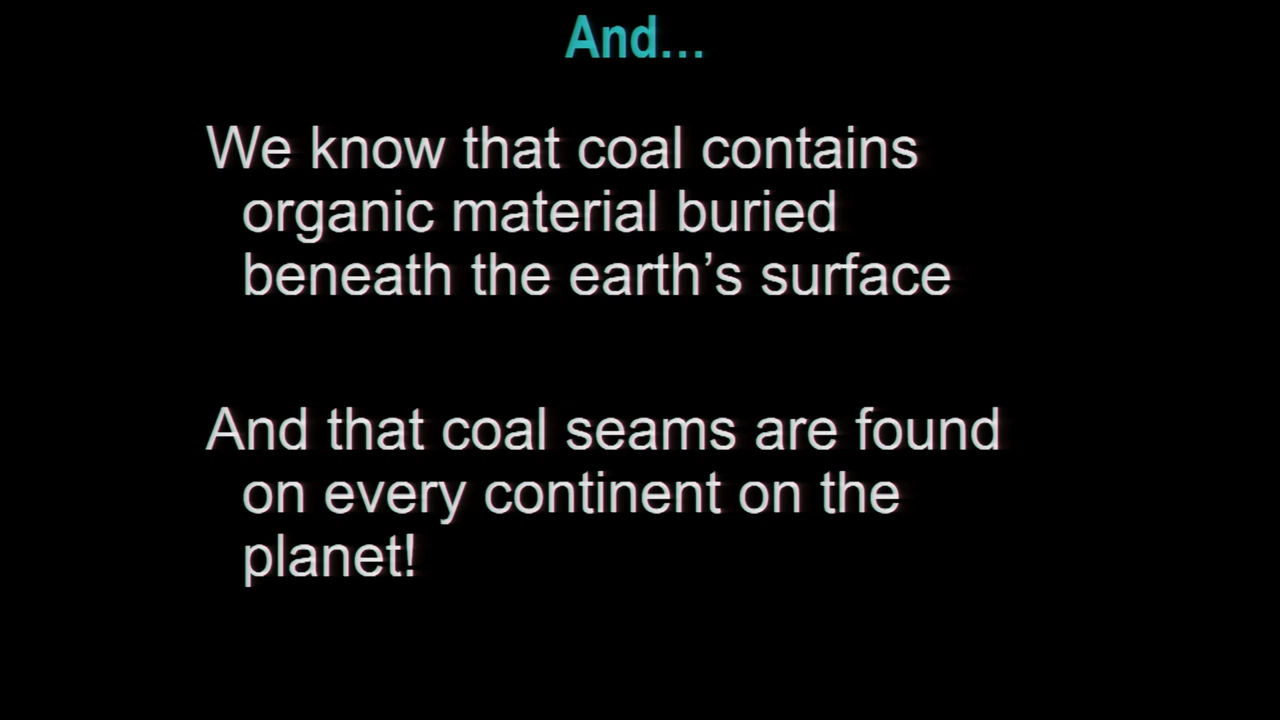 And...
We know that coal contains
organic material buried
beneath the earth’s surface
And that coal seams are found
on every continent on the
planet!